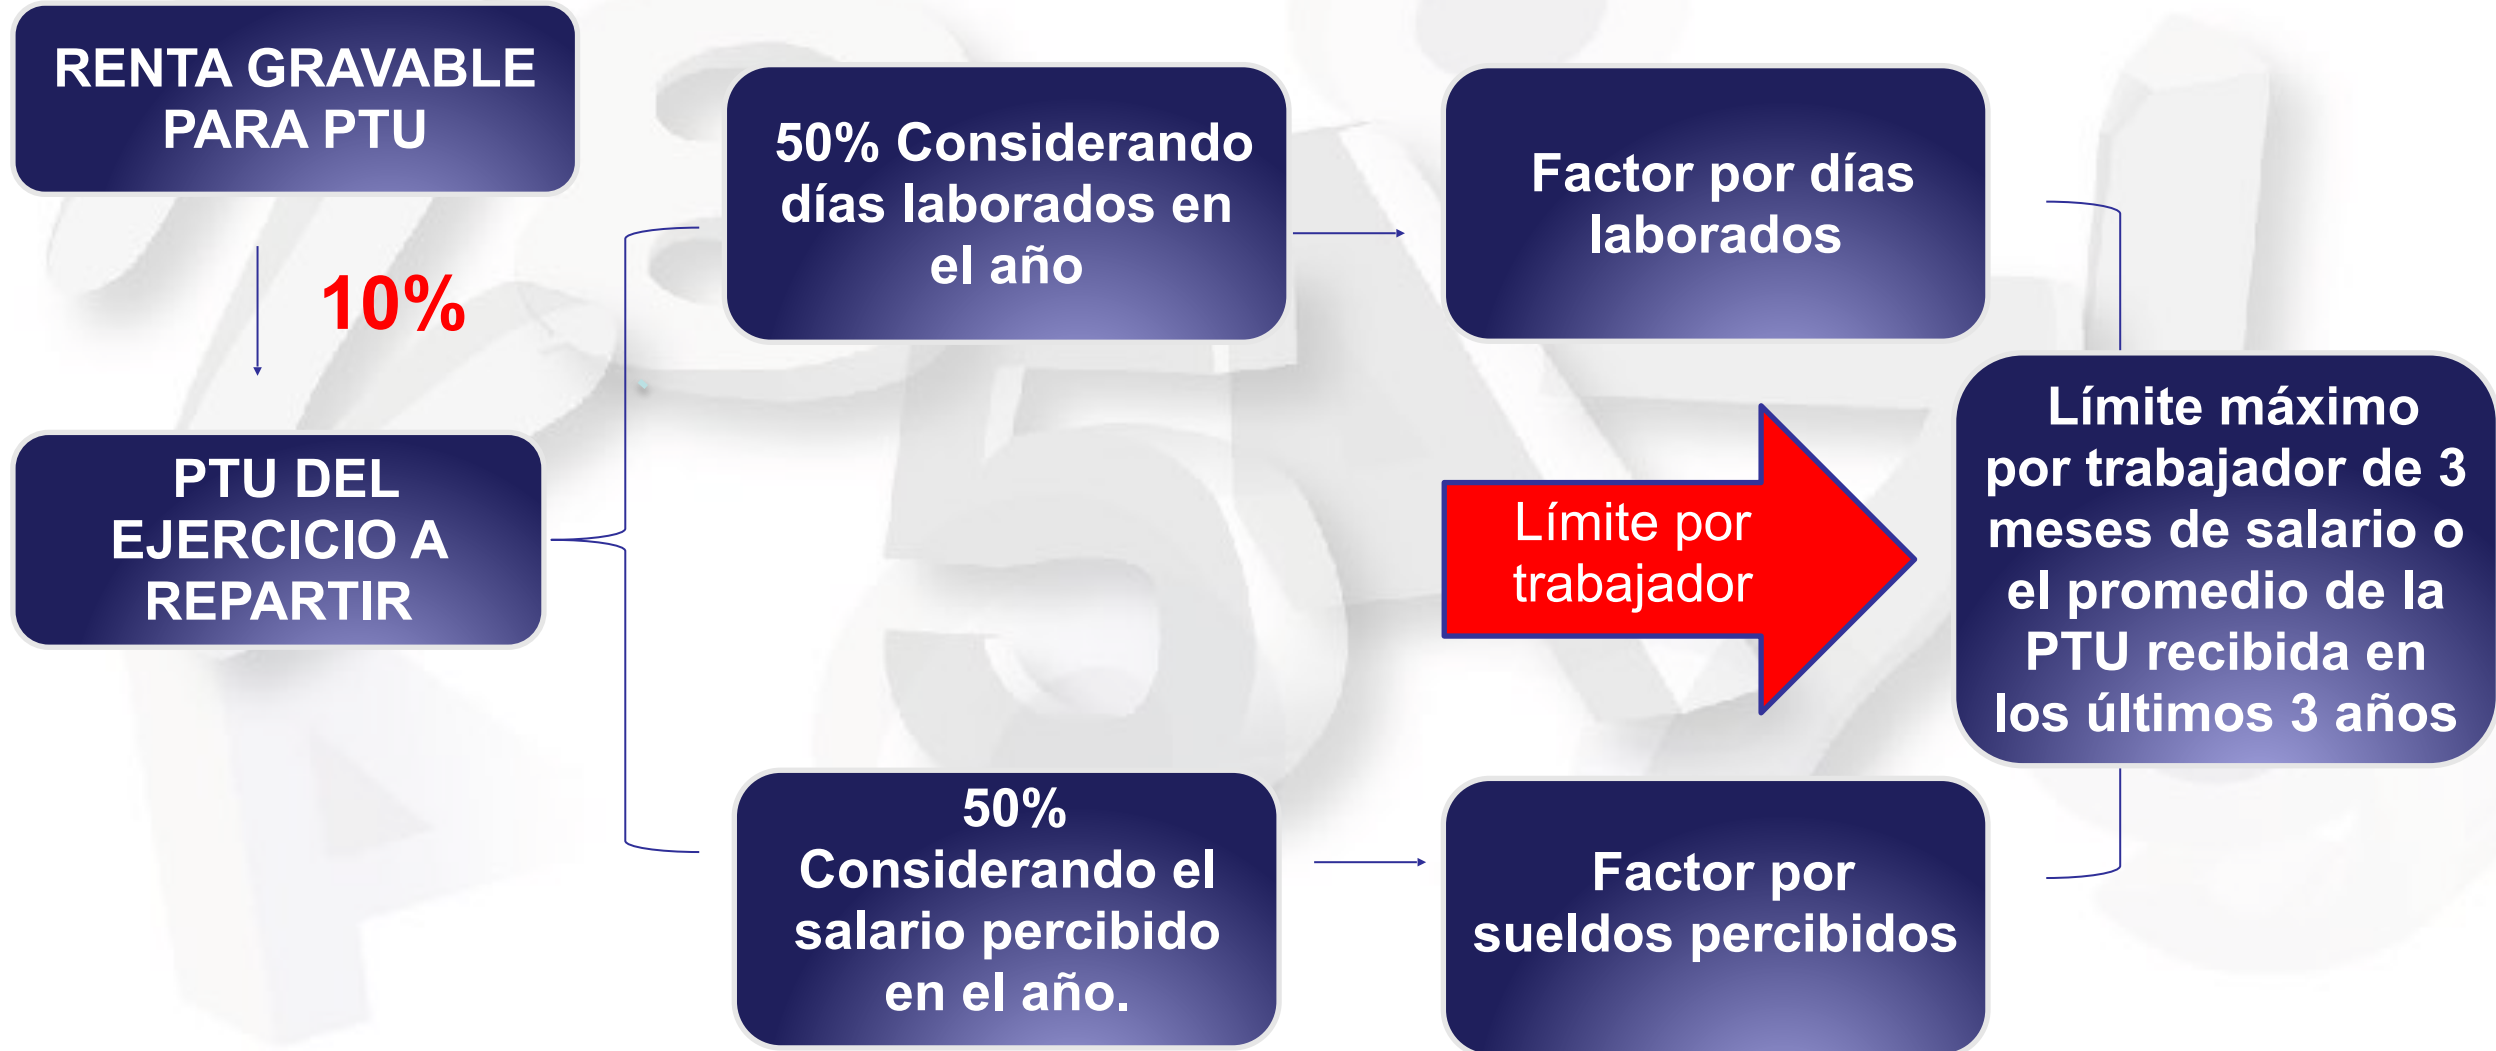 RENTA GRAVABLE
PARA PTU
10%
PTU DEL
EJERCICIO A
REPARTIR
50% Considerando
días laborados en
el año
Factor por días
laborados
50%
Considerando el
salario percibido
en el año.
Factor por
sueldos percibidos
Límite por
trabajador
Límite máximo
por trabajador de 3
meses de salario o
el promedio de la
PTU recibida en
los últimos 3 años